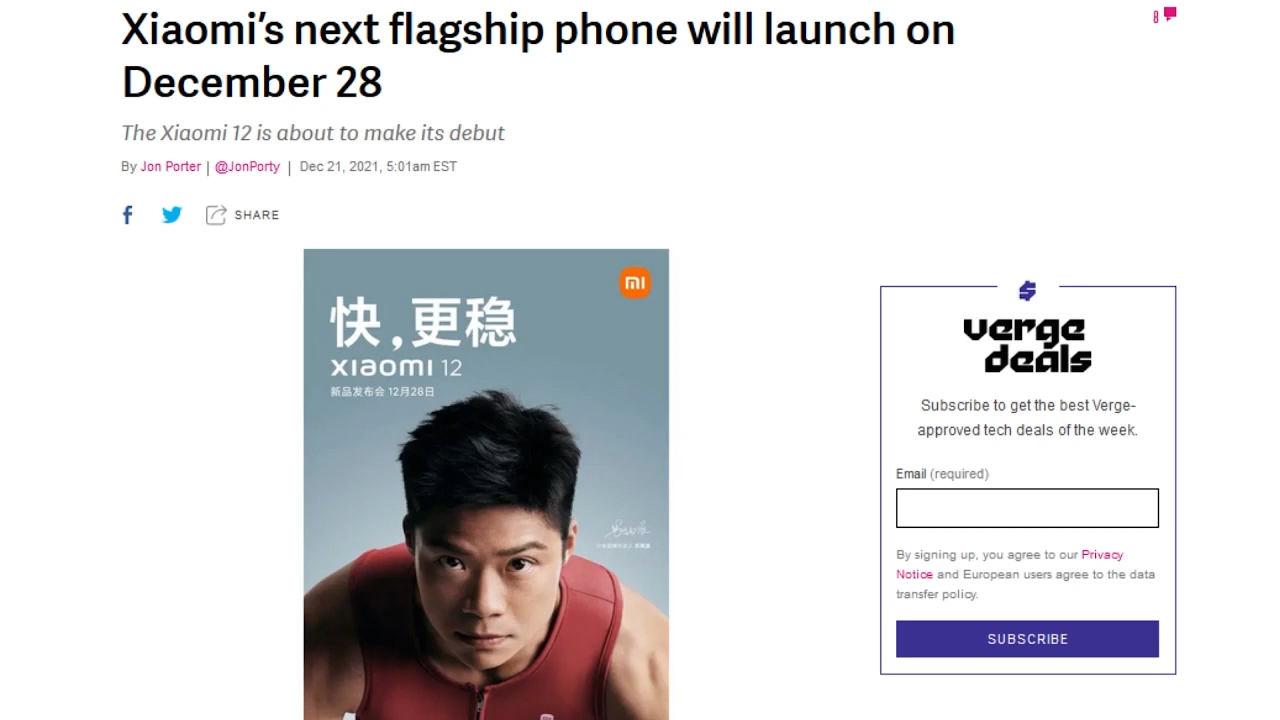 Xiaomi's next flagship phone will launch on
December 28
8
The Xiaomi 12 is about to make its debut
By Jon Porter | @JonPorty | Dec 21, 2021, 5:01am EST
SHARE
mi
快,更稳
xiaomi 12
新品发布会 12月28日
verge
deals
Subscribe to get the best Verge-
approved tech deals of the week.
Email (required)
By signing up, you agree to our Privacy
Notice and European users agree to the data
transfer policy.
SUBSCRIBE